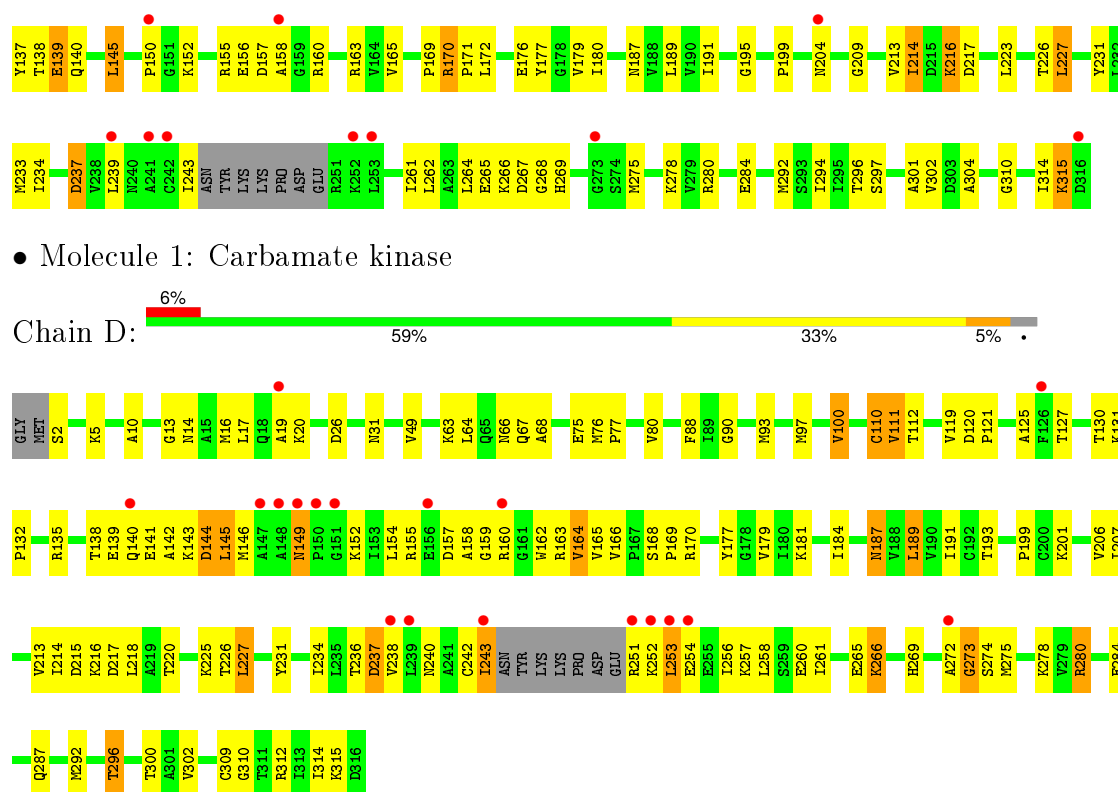 Y137 T138 E139 Q140 L145 P150 G151 K152 R155 E156 D157 A158 G159 R160 R163 V164 V165 P169 R170 P171 L172 E176 Y177 G178 V179 I180 N187 V188 L189 V190 I191 G195 P199 N204 G209 V213 I214 D215 K216 D217 L223 T226 L227 Y231 L232
M233 I234 D237 V238 L239 N240 A241 C242 I243 ASN TYR LYS LYS PRO ASP GLU R251 K252 L253 I261 L262 A263 L264 E265 K266 D267 G268 H269 G273 S274 M275 K278 V279 R280 E284 M292 S293 I294 I295 T296 S297 A301 V302 D303 A304 G310 I314 K315 D316
• Molecule 1: Carbamate kinase
6%
Chain D: 59% 33% 5% •
GLY MET S2 K5 A10 G13 N14 A15 M16 L17 Q18 A19 K20 D26 N31 V49 K63 L64 Q65 N66 Q67 A68 E75 M76 P77 V80 F88 I89 G90 M93 M97 V100 C110 V111 T112 V119 D120 P121 A125 F126 T127 T130 K131
P132 R135 T138 E139 Q140 E141 A142 K143 D144 L145 M146 A147 A148 N149 P150 G151 K152 I153 L154 R155 E156 D157 A158 G159 R160 G161 W162 R163 V164 V165 V166 P167 S168 P169 R170 Y177 G178 V179 I180 K181 I184 N187 V188 L189 V190 I191 C192 T193 P199 C200 K201 V206 I207
V213 I214 D215 K216 D217 L218 A219 T220 K225 T226 L227 Y231 I234 L235 T236 D237 V238 L239 N240 A241 C242 I243 ASN TYR LYS LYS PRO ASP GLU R251 K252 L253 E254 E255 I256 K257 L258 S259 E260 I261 E265 K266 H269 A272 G273 S274 M275 K278 V279 R280 E284
Q287 M292 T296 T300 A301 V302 C309 G310 T311 R312 I313 I314 K315 D316